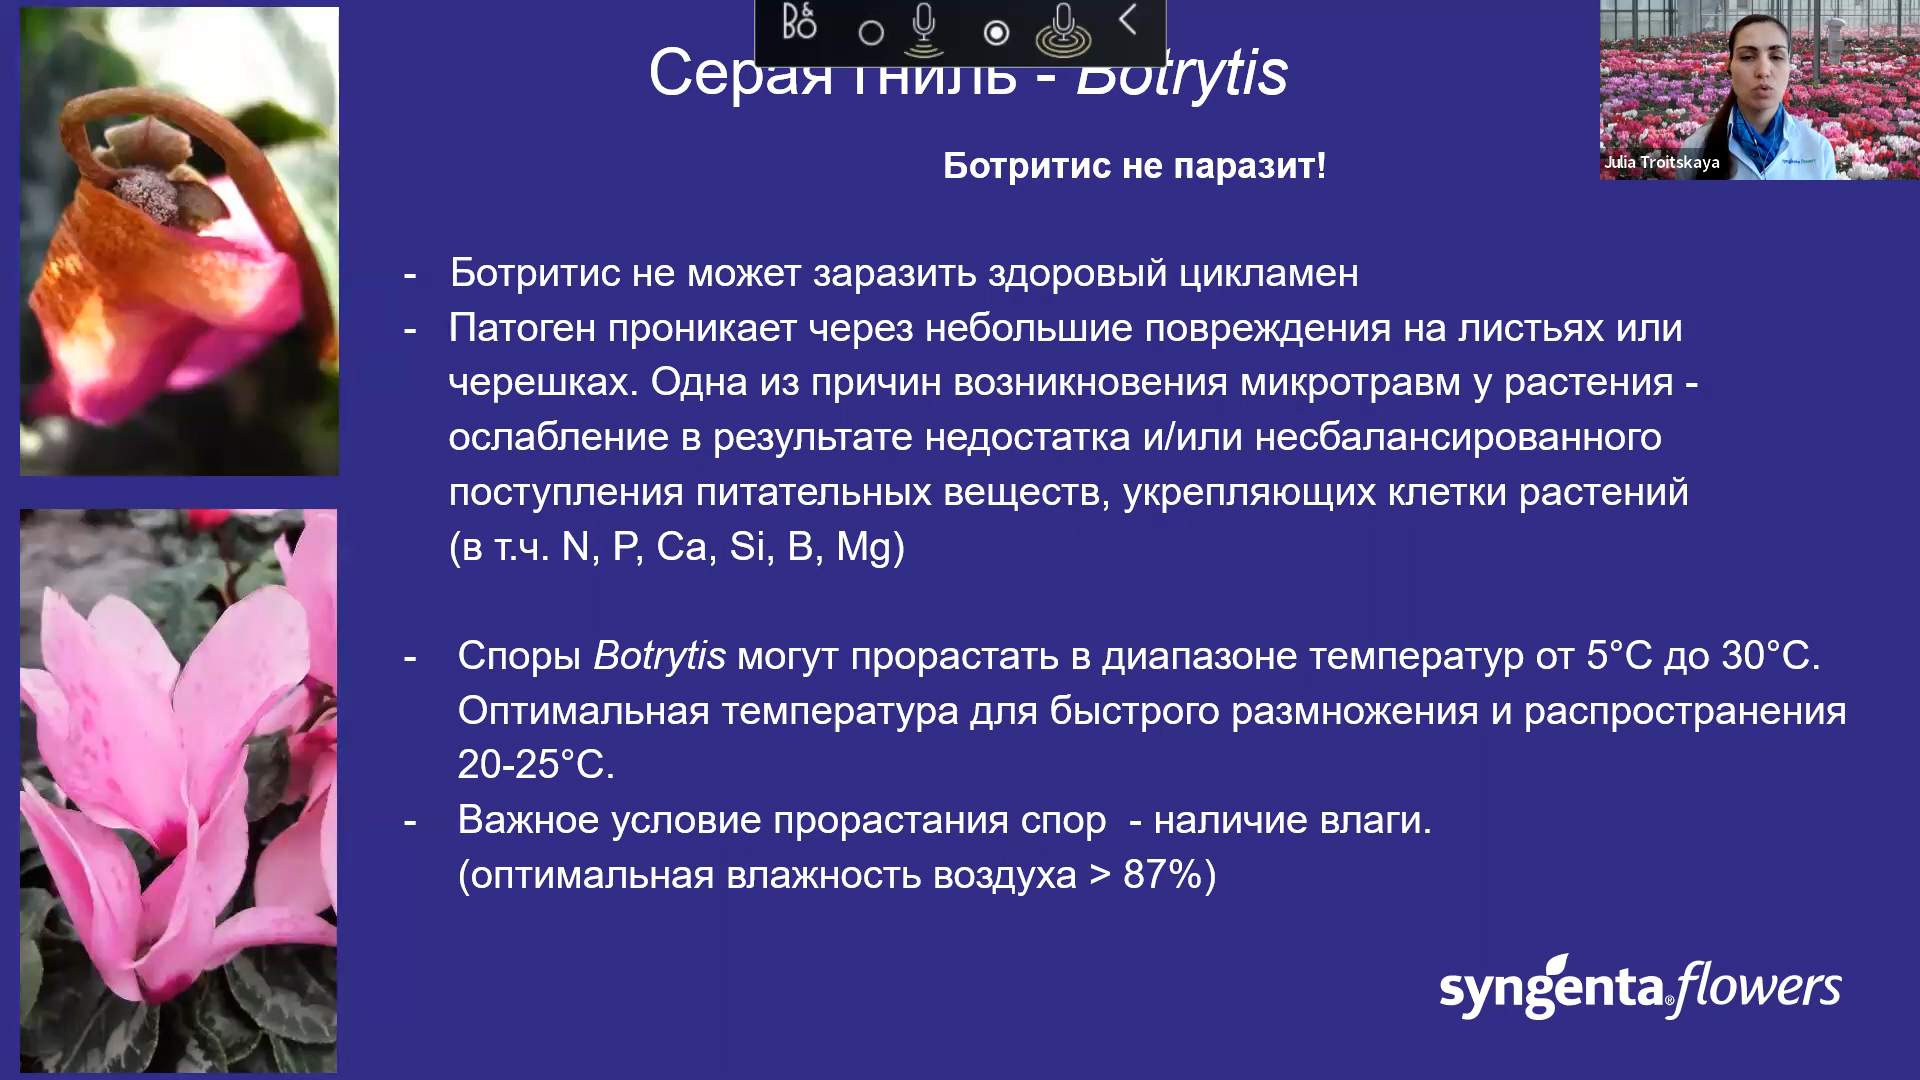 B&O
Серая гниль - Botrytis
Ботритис не паразит!
Julia Troitskaya
- Ботритис не может заразить здоровый цикламен
- Патоген проникает через небольшие повреждения на листьях или
черешках. Одна из причин возникновения микротравм у растения -
ослабление в результате недостатка и/или несбалансированного
поступления питательных веществ, укрепляющих клетки растений
(в т.ч. N, P, Ca, Si, B, Mg)
- Споры Botrytis могут прорастать в диапазоне температур от 5°C до 30°C.
Оптимальная температура для быстрого размножения и распространения
20-25°C.
- Важное условие прорастания спор - наличие влаги.
(оптимальная влажность воздуха > 87%)
syngenta® flowers